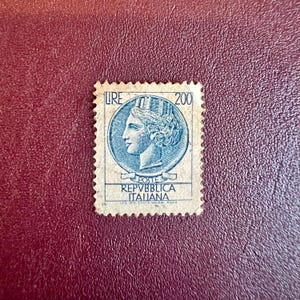 LIRE 200
POSTE
REPVBBLICA
ITALIANA